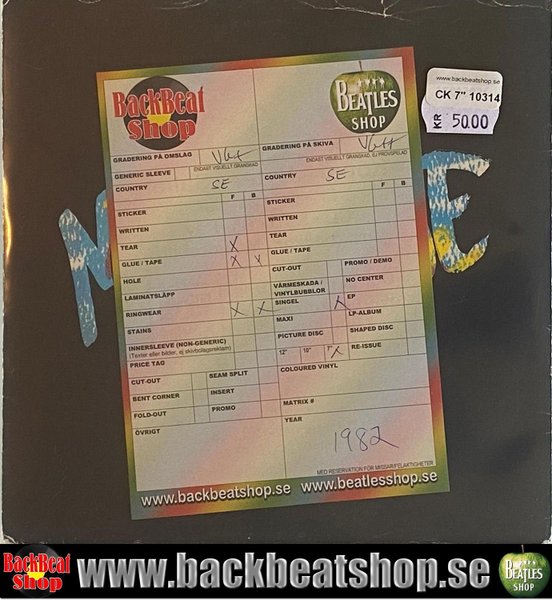 www.backbeatshop.se
CK 7" 10314
KR 50.00
BackBeat
Shop
BEATLES
SHOP
GRADERING PÅ OMSLAG
ENDAST VISUELLT GRANSKAD
GRADERING PÅ SKIVA
ENDAST VISUELLT GRANSKAD, EJ PROVSPELAD
GENERIC SLEEVE
COUNTRY SE
F B
STICKER
WRITTEN
TEAR X
GLUE / TAPE X X
HOLE
LAMINATSLÄPP
RINGWEAR X X
STAINS
INNERSLEEVE (NON-GENERIC)
(Texter eller bilder, ej skivbolagsreklam)
PRICE TAG
CUT-OUT
SEAM SPLIT
BENT CORNER
INSERT
FOLD-OUT
PROMO
ÖVRIGT
COUNTRY SE
F B
STICKER
WRITTEN
TEAR
GLUE / TAPE
CUT-OUT
PROMO / DEMO
VÄRMESKADA /
VINYLBUBBLOR
NO CENTER
SINGEL X
EP
MAXI
LP-ALBUM
PICTURE DISC
SHAPED DISC
12" 10" 7" X
RE-ISSUE
COLOURED VINYL
MATRIX #
YEAR
1982
MED RESERVATION FÖR MISSAR/FELAKTIGHETER
www.backbeatshop.se www.beatlesshop.se
M
E
BackBeat
Shop
www.backbeatshop.se
BEATLES
SHOP